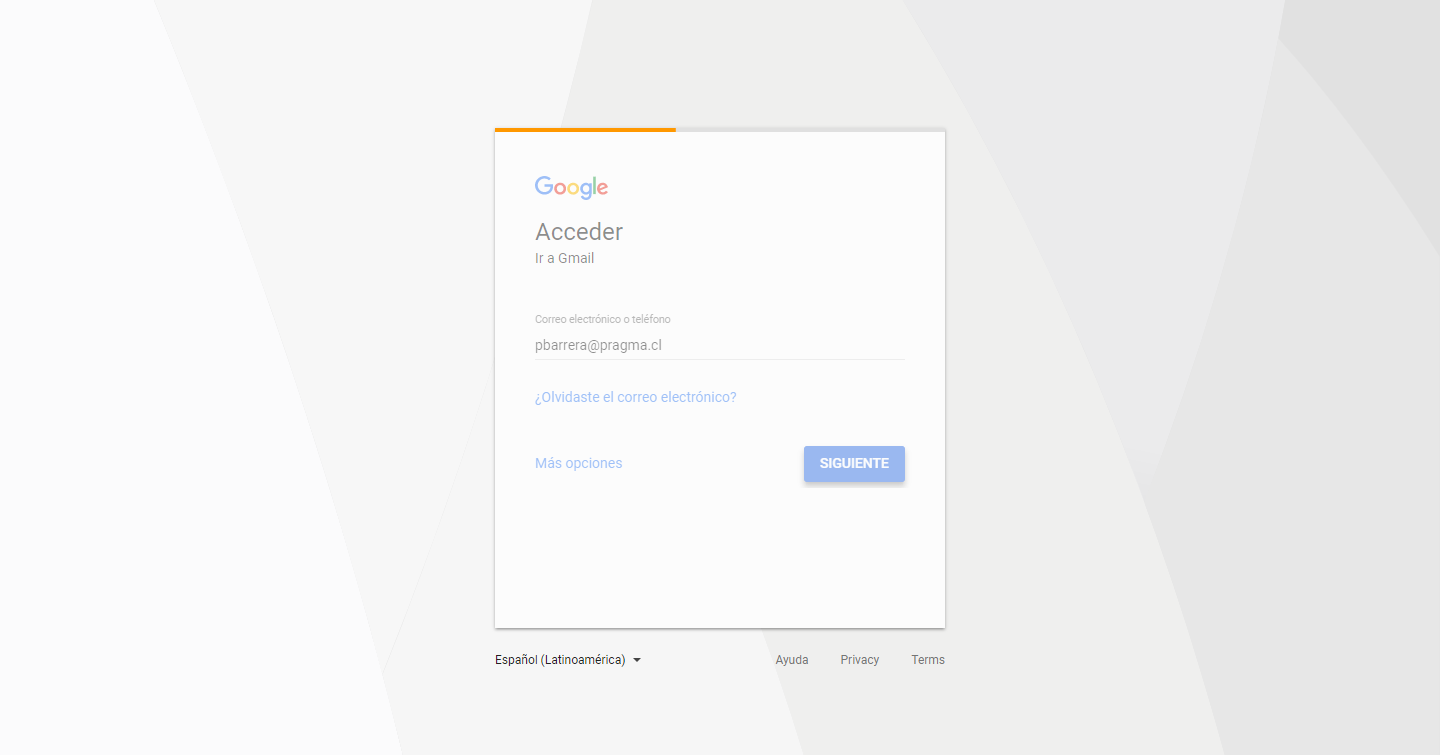 Google
Acceder
Ir a Gmail
Correo electrónico o teléfono
pbarrera@pragma.cl
¿Olvidaste el correo electrónico?
Más opciones
SIGUIENTE
Español (Latinoamérica)
Ayuda
Privacy
Terms